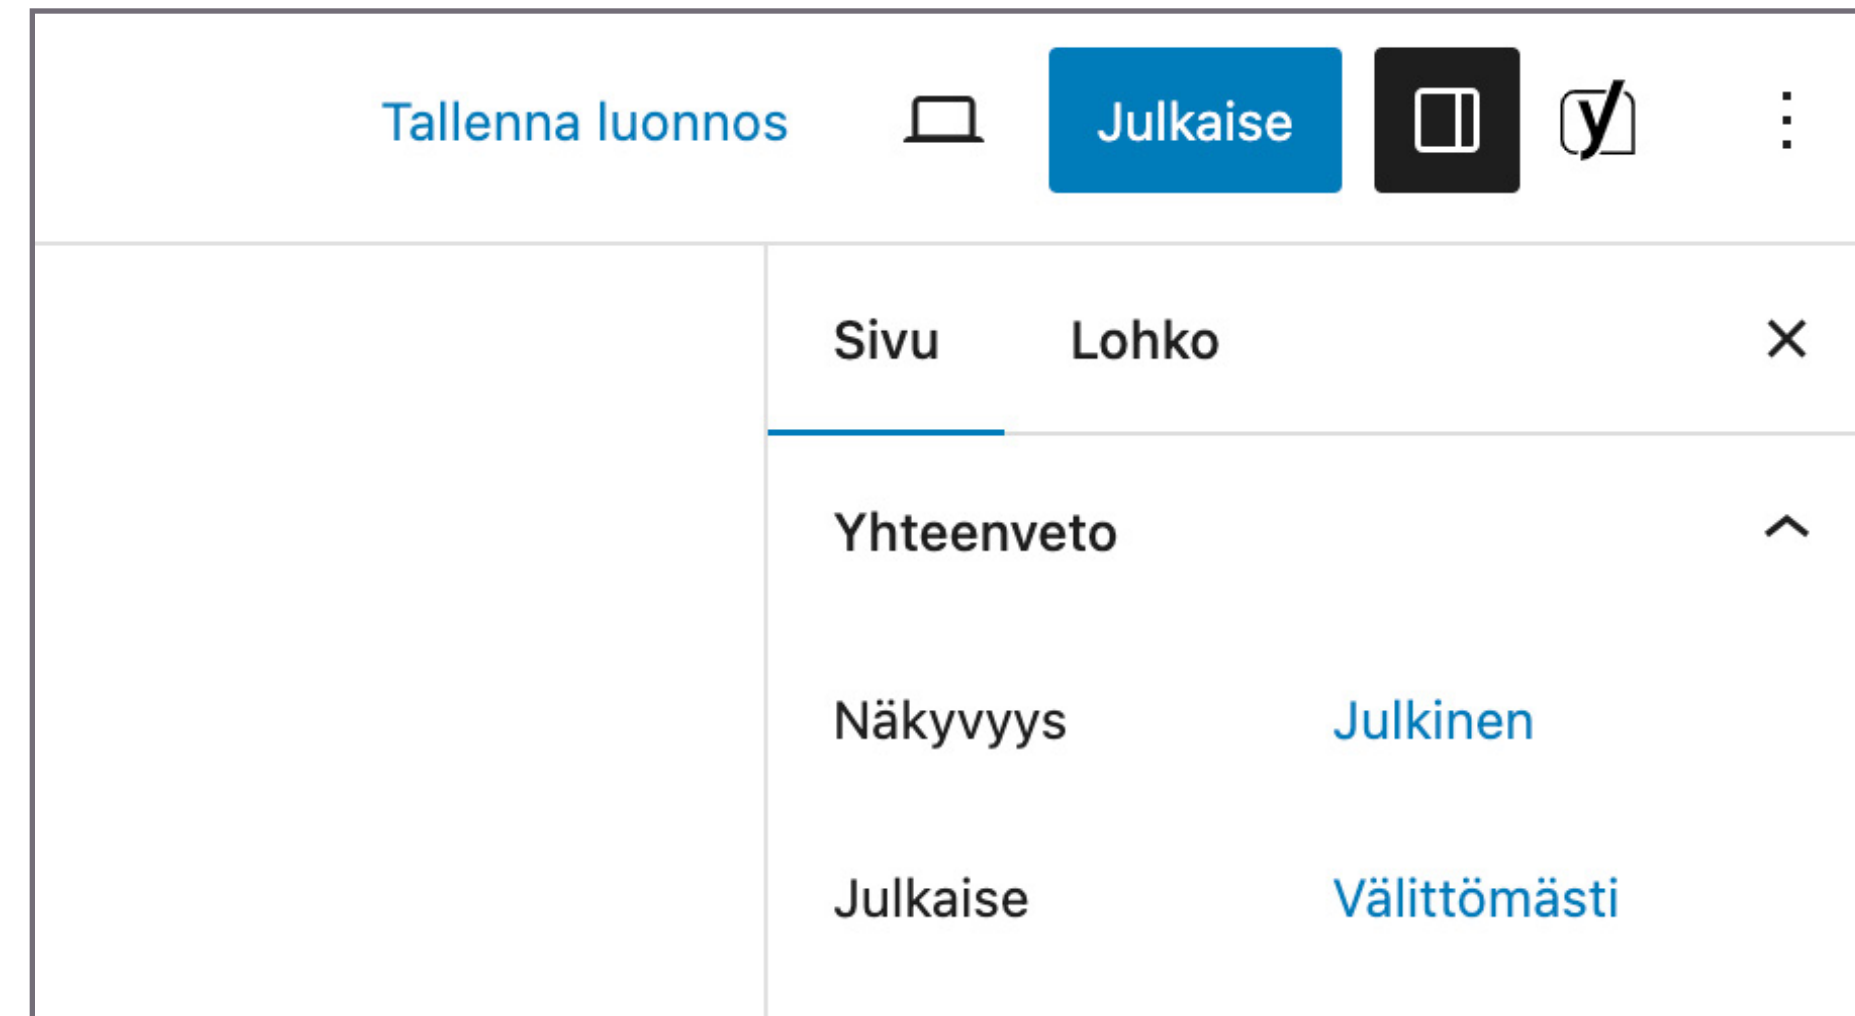 Tallenna luonnos Julkaise
Sivu Lohko
Yhteenveto
Näkyvyys Julkinen
Julkaise Välittömästi